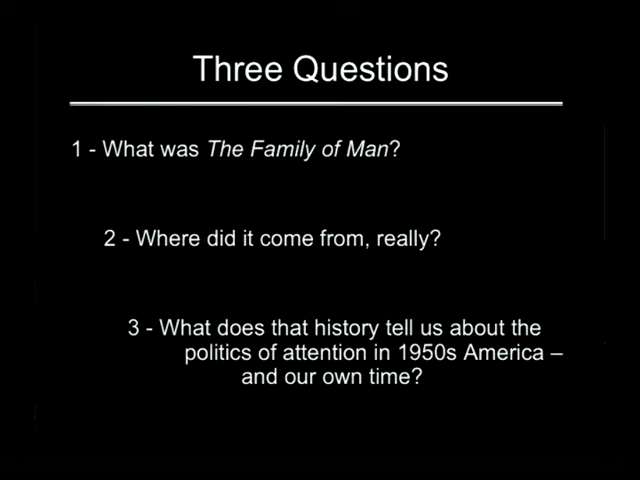 Three Questions
1 - What was The Family of Man?
2 - Where did it come from, really?
3 - What does that history tell us about the
politics of attention in 1950s America –
and our own time?